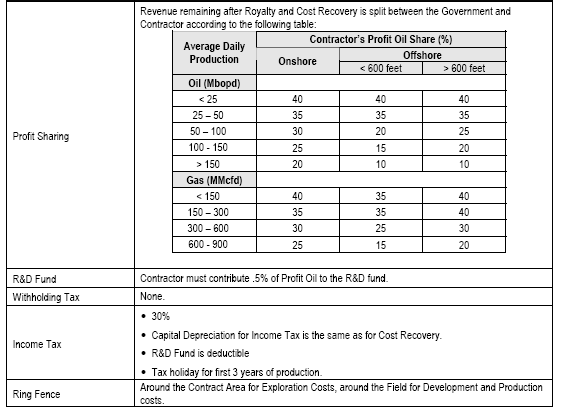 Revenue remaining after Royalty and Cost Recovery is split between the Government and
Contractor according to the following table:
Average Daily Production
Contractor's Profit Oil Share (%)
Onshore
Offshore
< 600 feet > 600 feet
Oil (Mbopd)
< 25 40 40 40
25 – 50 35 35 35
50 – 100 30 20 25
100 - 150 25 15 20
> 150 20 10 10
Gas (MMcfd)
< 150 40 35 40
150 – 300 35 35 40
300 – 600 30 25 30
600 - 900 25 15 20
Profit Sharing
R&D Fund Contractor must contribute .5% of Profit Oil to the R&D fund.
Withholding Tax None.
Income Tax
• 30%
• Capital Depreciation for Income Tax is the same as for Cost Recovery.
• R&D Fund is deductible
• Tax holiday for first 3 years of production.
Ring Fence
Around the Contract Area for Exploration Costs, around the Field for Development and Production
costs.